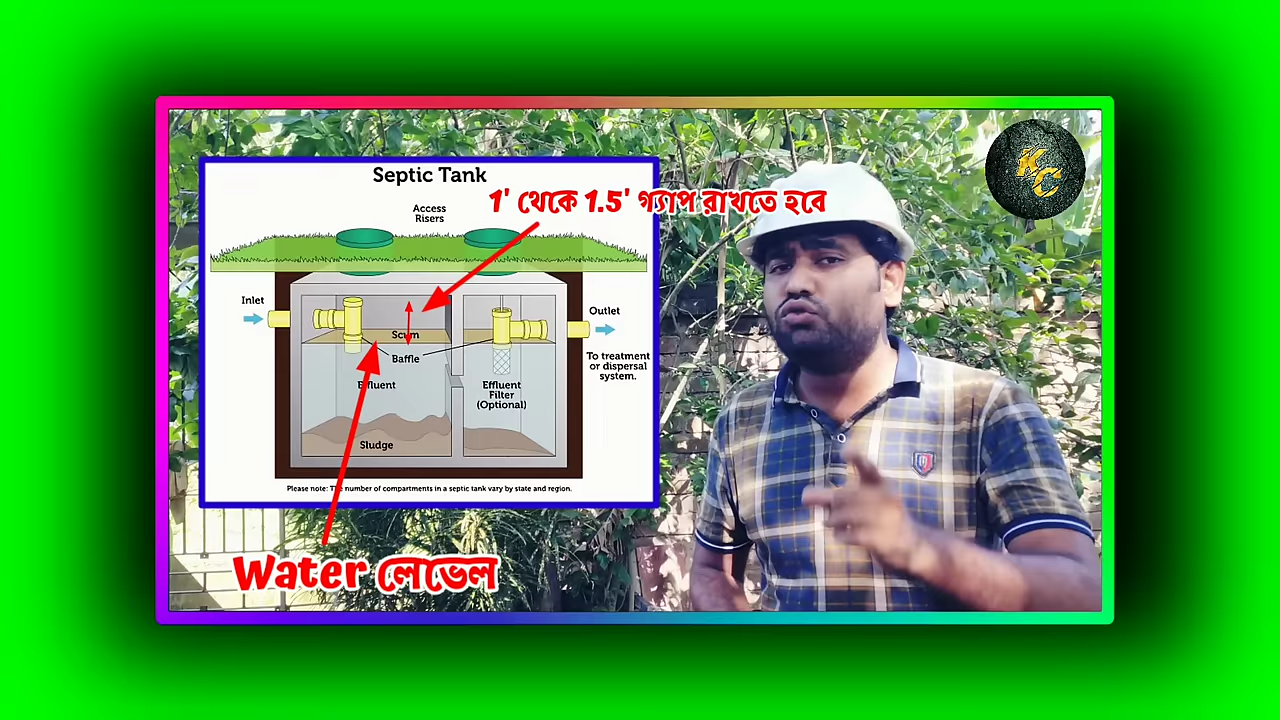 Septic Tank
1' থেকে 1.5' গ্যাপ রাখতে হবে
Access
Risers
Inlet
Outlet
Scum
Baffle
To treatment
or dispersal
system.
Effluent
Effluent
Filter
(Optional)
Sludge
Please note: The number of compartments in a septic tank vary by state and region.
Water লেভেল
KC